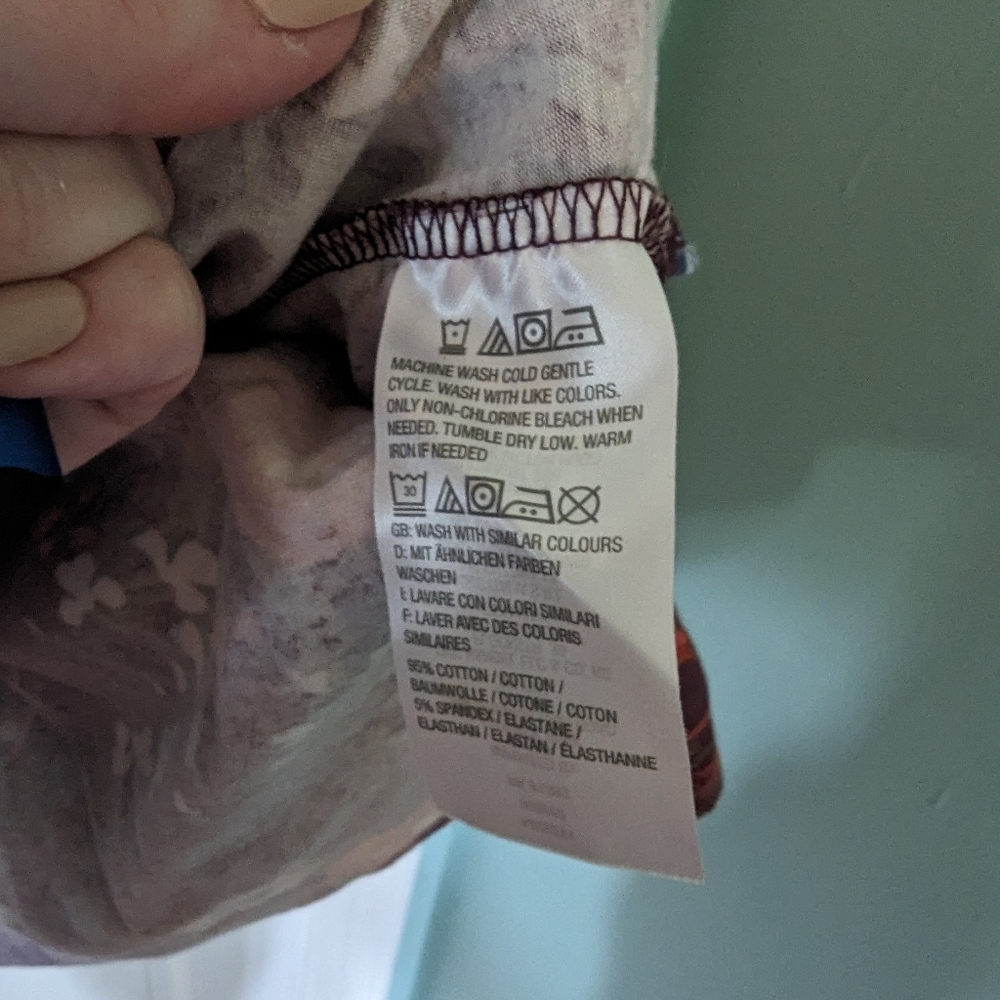 MACHINE WASH COLD GENTLE
CYCLE. WASH WITH LIKE COLORS.
ONLY NON-CHLORINE BLEACH WHEN
NEEDED. TUMBLE DRY LOW. WARM
IRON IF NEEDED
30
GB: WASH WITH SIMILAR COLOURS
D: MIT ÄHNLICHEN FARBEN
WASCHEN
I: LAVARE CON COLORI SIMILARI
F: LAVER AVEC DES COLORIS
SIMILAIRES
95% COTTON / COTTON /
BAUMWOLLE / COTONE / COTON
5% SPANDEX / ELASTANE /
ELASTHAN / ELASTAN / ÉLASTHANNE